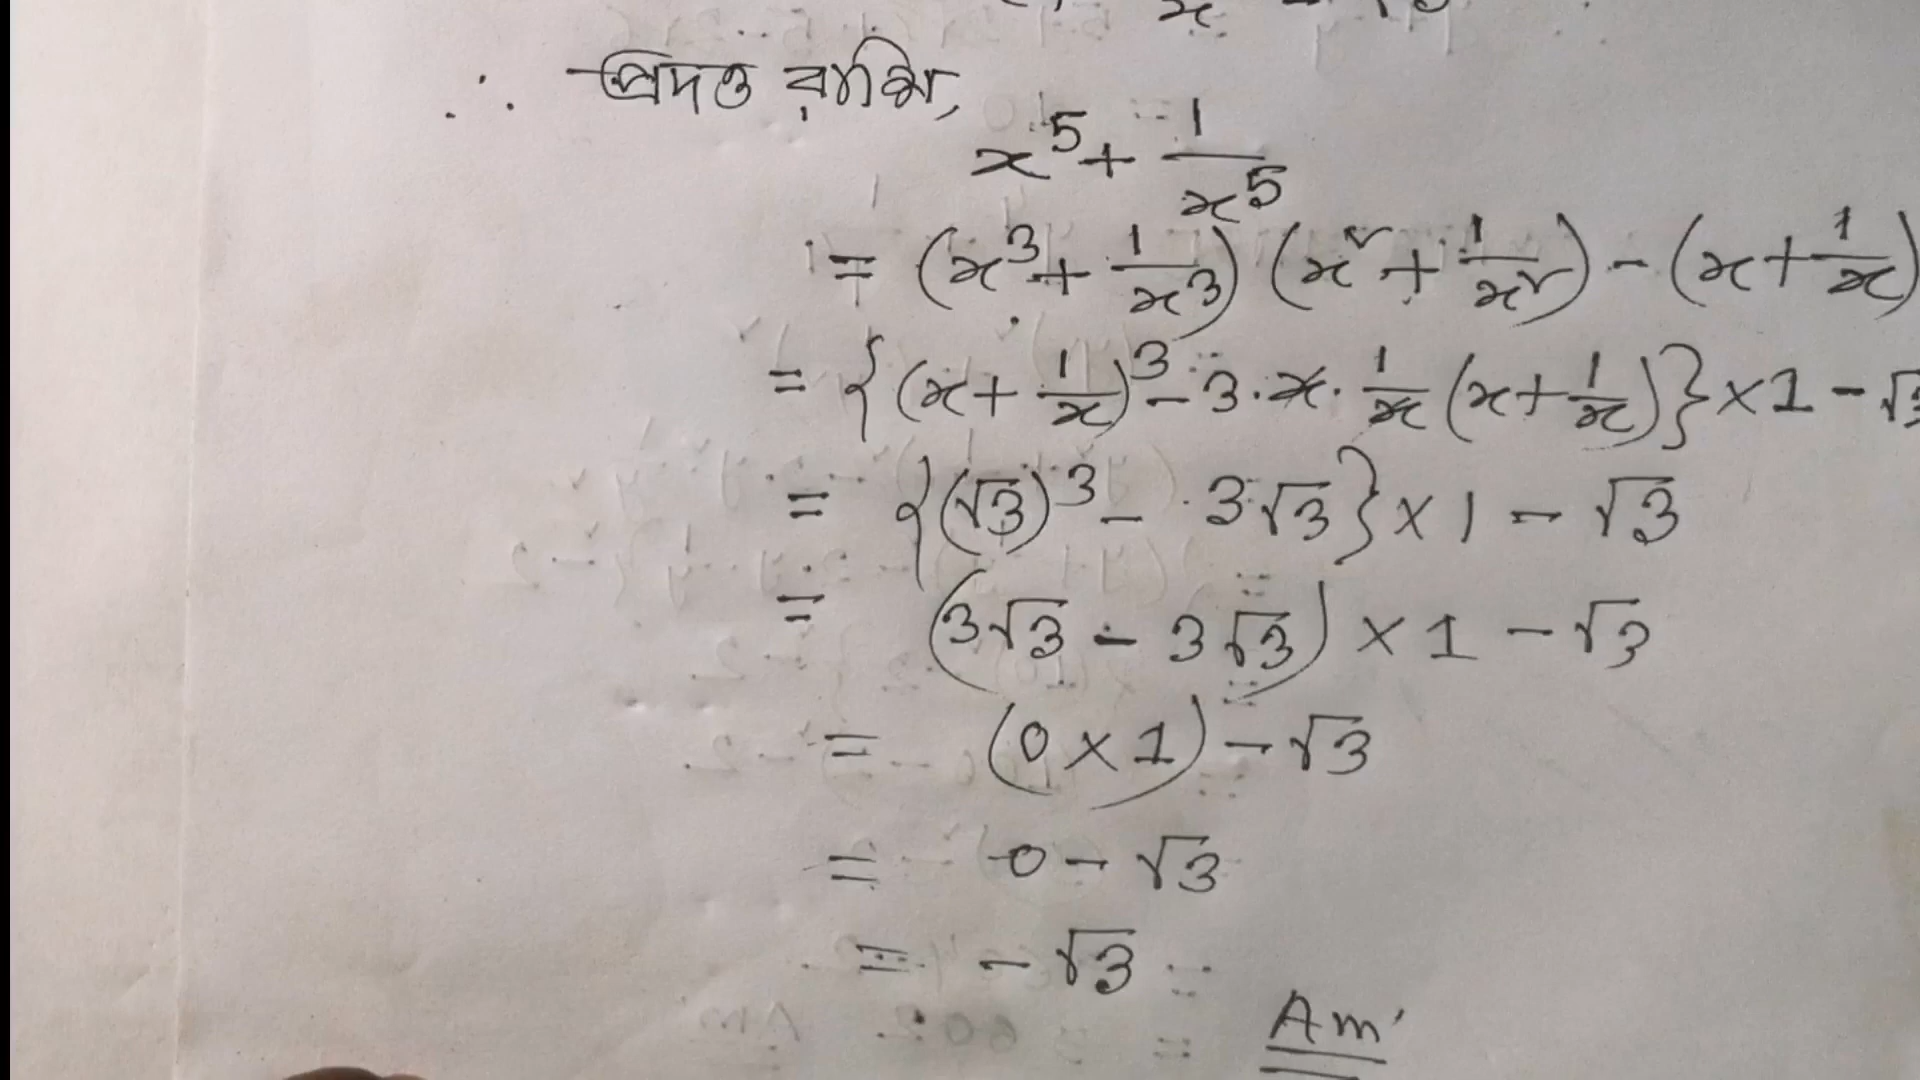 ∴ প্রদত্ত রাশি,
x⁵ + 1/x⁵
= (x³ + 1/x³) (x² + 1/x²) - (x + 1/x)
= {(x + 1/x)³ - 3 · x · 1/x (x + 1/x)} × 1 - √3
= {(√3)³ - 3√3} × 1 - √3
= (3√3 - 3√3) × 1 - √3
= (0 × 1) - √3
= 0 - √3
= - √3
Ans